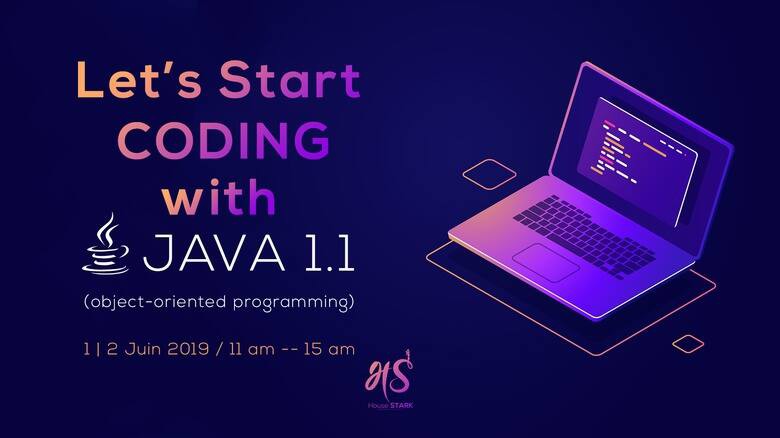 Let's Start
CODING
with
JAVA 1.1
(object-oriented programming)
1 | 2 Juin 2019 / 11 am -- 15 am
HS
House STARK